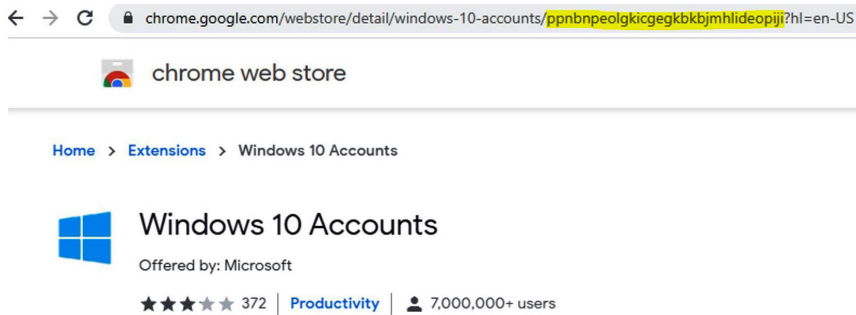 chrome.google.com/webstore/detail/windows-10-accounts/ppnbnpeolgkicgegkbkbjmhlideopiji?hl=en-US
chrome web store
Home > Extensions > Windows 10 Accounts
Windows 10 Accounts
Offered by: Microsoft
372 | Productivity | 7,000,000+ users